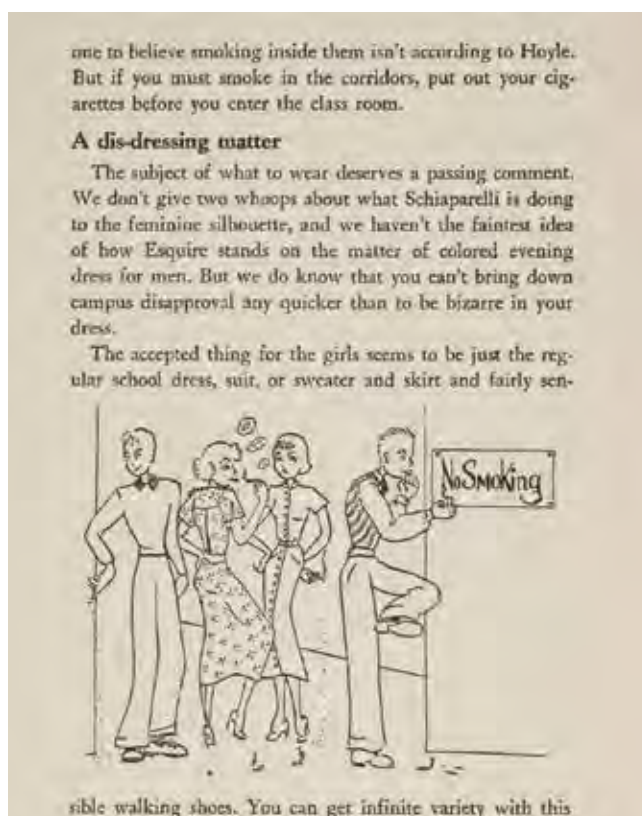 one to believe smoking inside them isn't according to Hoyle.
But if you must smoke in the corridors, put out your cig-
arettes before you enter the class room.
A dis-dressing matter
The subject of what to wear deserves a passing comment.
We don't give two whoops about what Schiaparelli is doing
to the feminine silhouette, and we haven't the faintest idea
of how Esquire stands on the matter of colored evening
dress for men. But we do know that you can't bring down
campus disapproval any quicker than to be bizarre in your
dress.
The accepted thing for the girls seems to be just the reg-
ular school dress, suit, or sweater and skirt and fairly sen-
No Smoking
sible walking shoes. You can get infinite variety with this